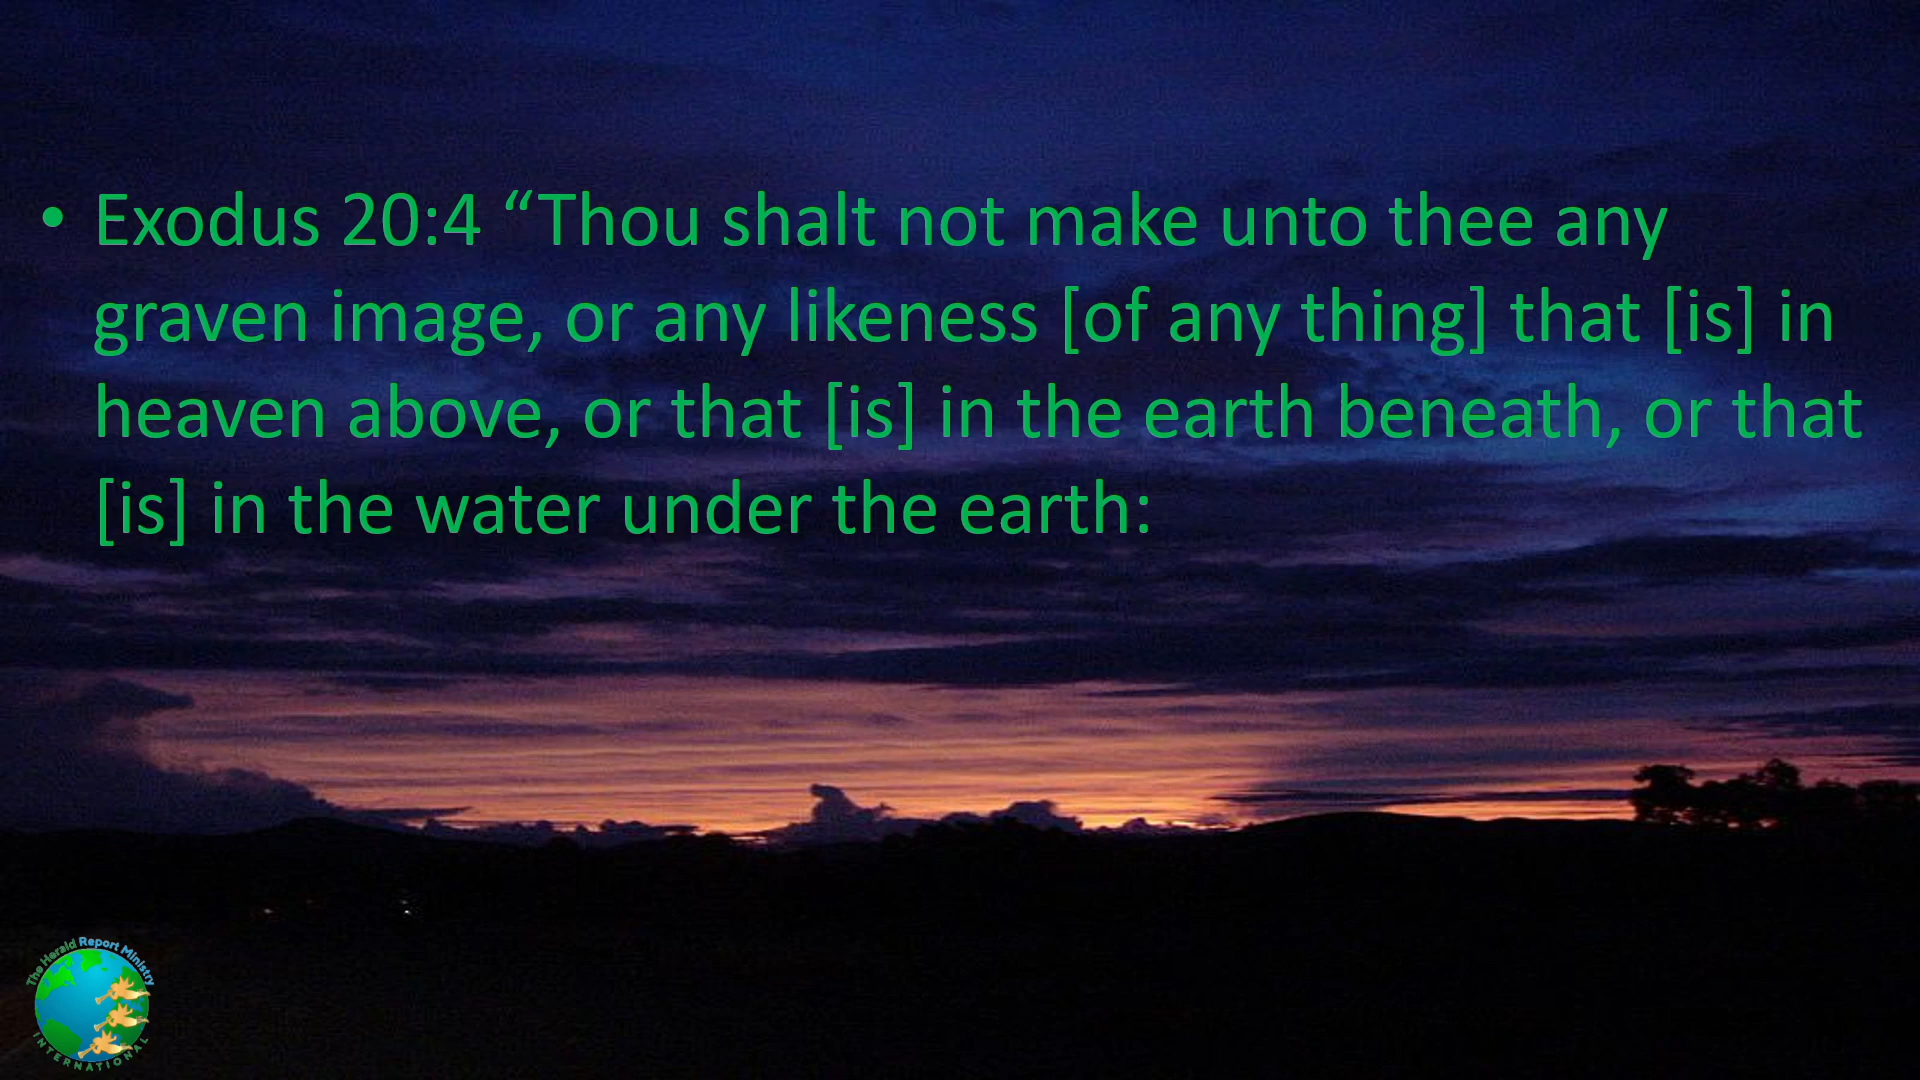 • Exodus 20:4 “Thou shalt not make unto thee any
graven image, or any likeness [of any thing] that [is] in
heaven above, or that [is] in the earth beneath, or that
[is] in the water under the earth:
The Herald Report Ministry
INTERNATIONAL